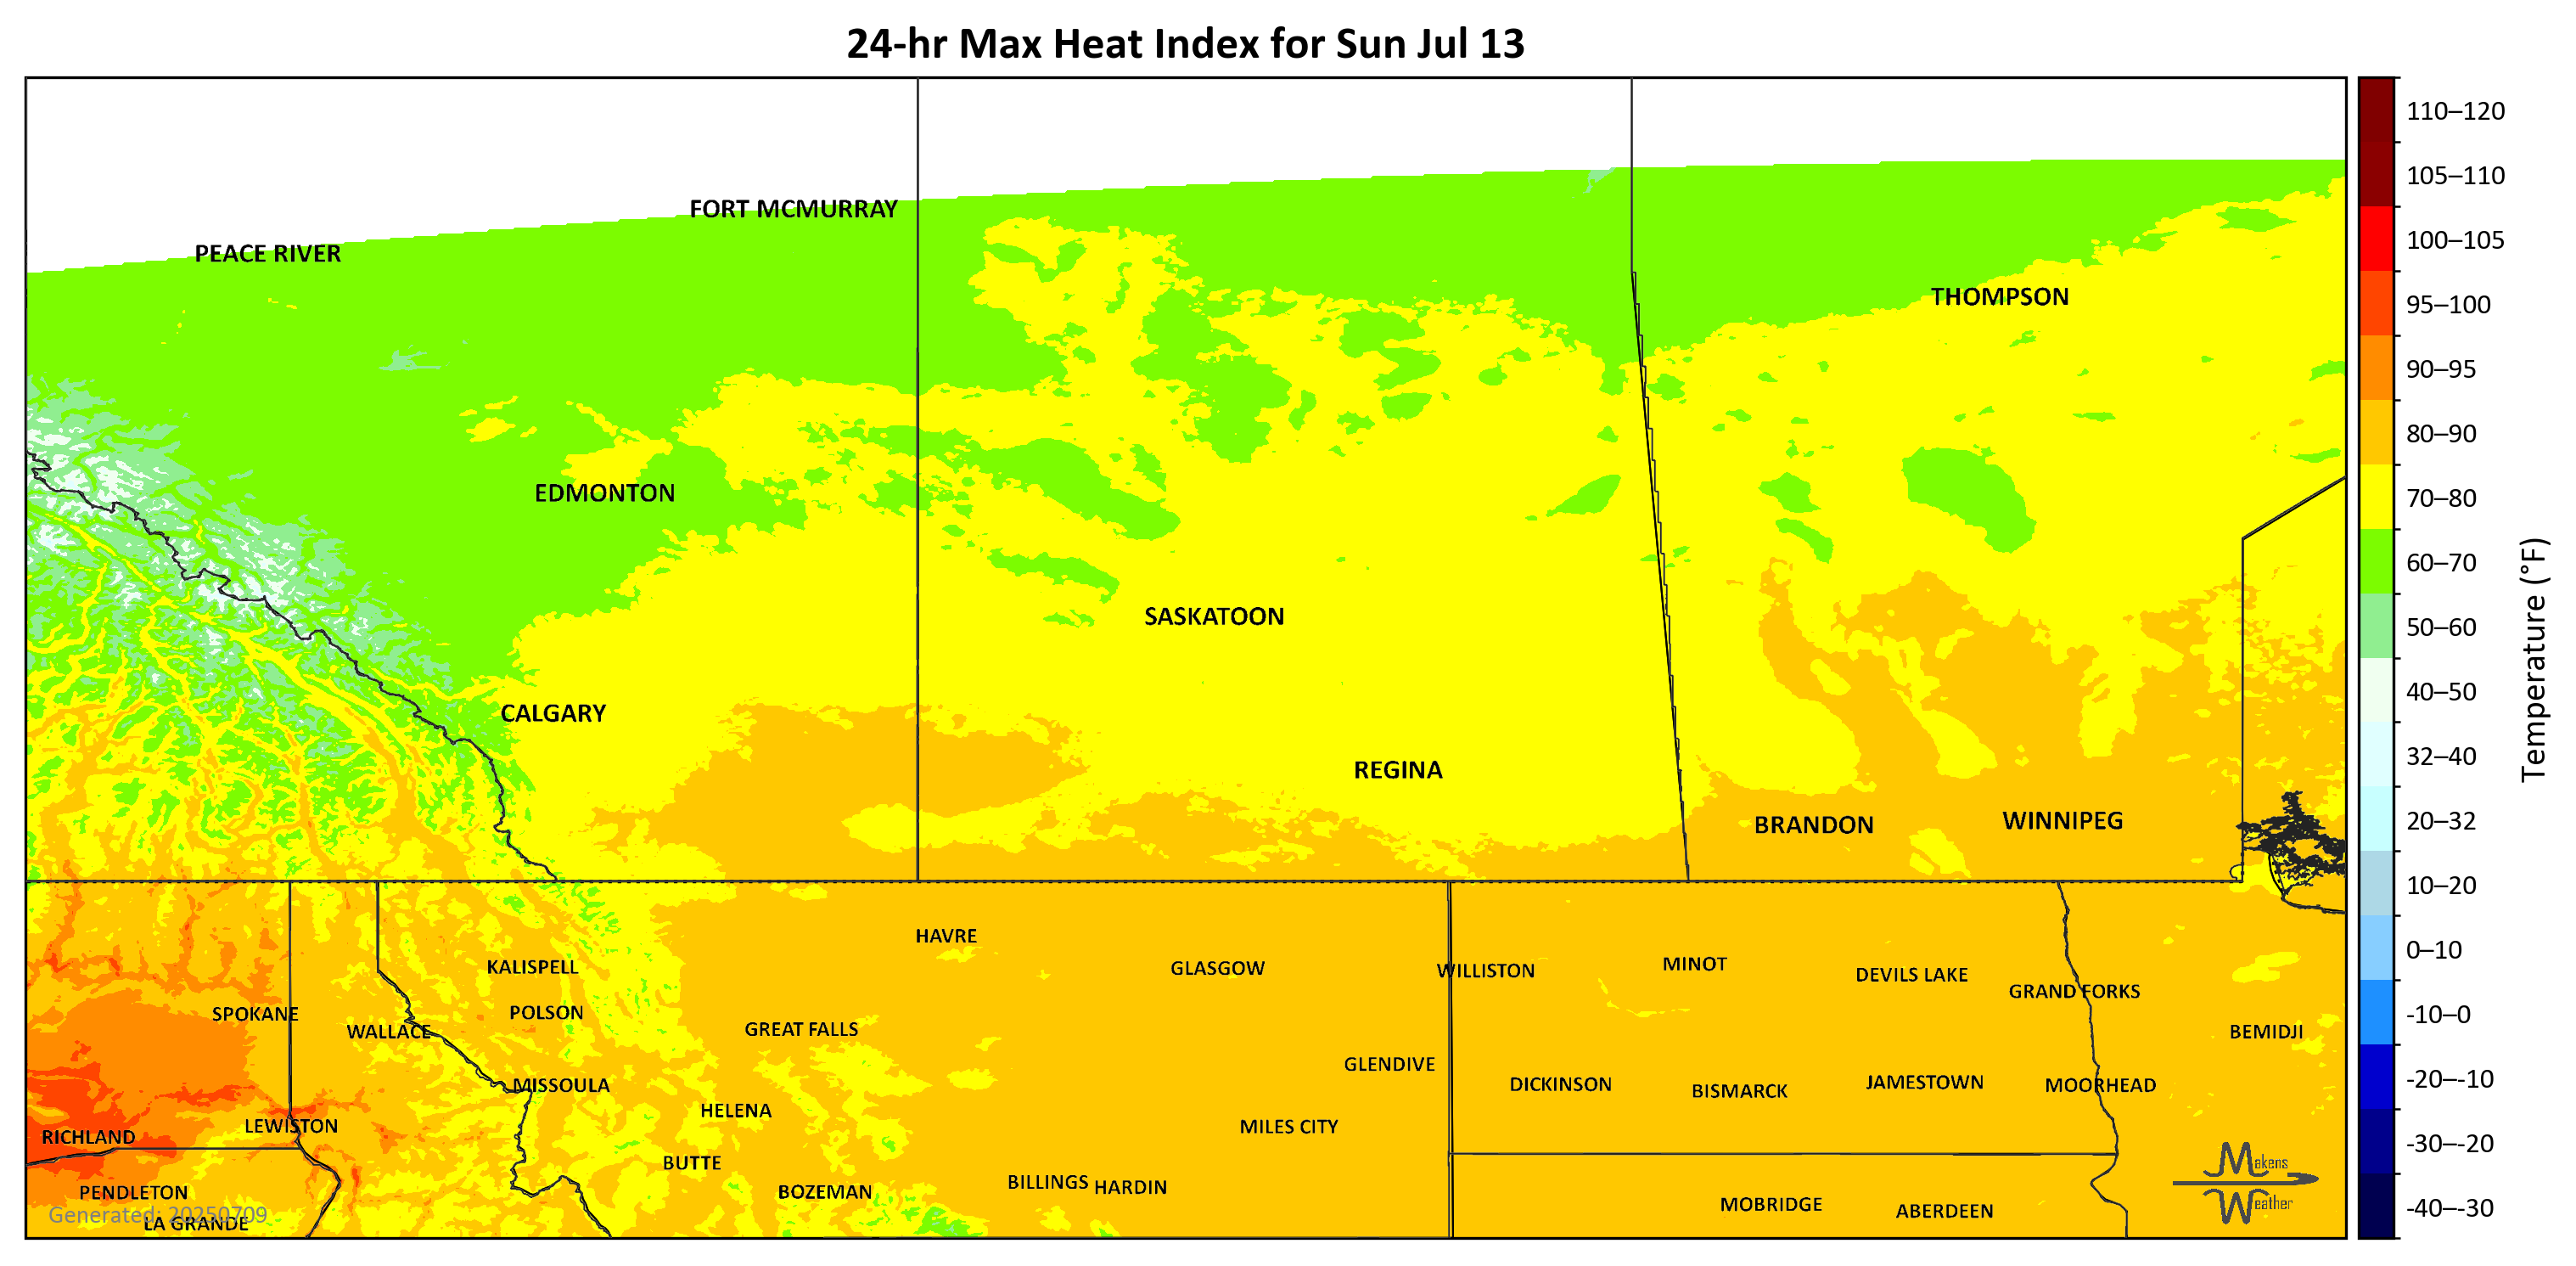 24-hr Max Heat Index for Sun Jul 13
FORT MCMURRAY
PEACE RIVER
THOMPSON
EDMONTON
SASKATOON
CALGARY
REGINA
BRANDON
WINNIPEG
HAVRE
KALISPELL
GLASGOW
WILLISTON
MINOT
DEVILS LAKE
GRAND FORKS
SPOKANE
POLSON
WALLACE
GREAT FALLS
BEMIDJI
GLENDIVE
MISSOULA
DICKINSON
BISMARCK
JAMESTOWN
MOORHEAD
HELENA
LEWISTON
MILES CITY
RICHLAND
BUTTE
BILLINGS
HARDIN
PENDLETON
BOZEMAN
MOBRIDGE
ABERDEEN
Generated: 20250709
LA GRANDE
Makens
Weather
110–120
105–110
100–105
95–100
90–95
80–90
70–80
60–70
50–60
40–50
32–40
20–32
10–20
0–10
-10–0
-20–-10
-30–-20
-40–-30
Temperature (°F)